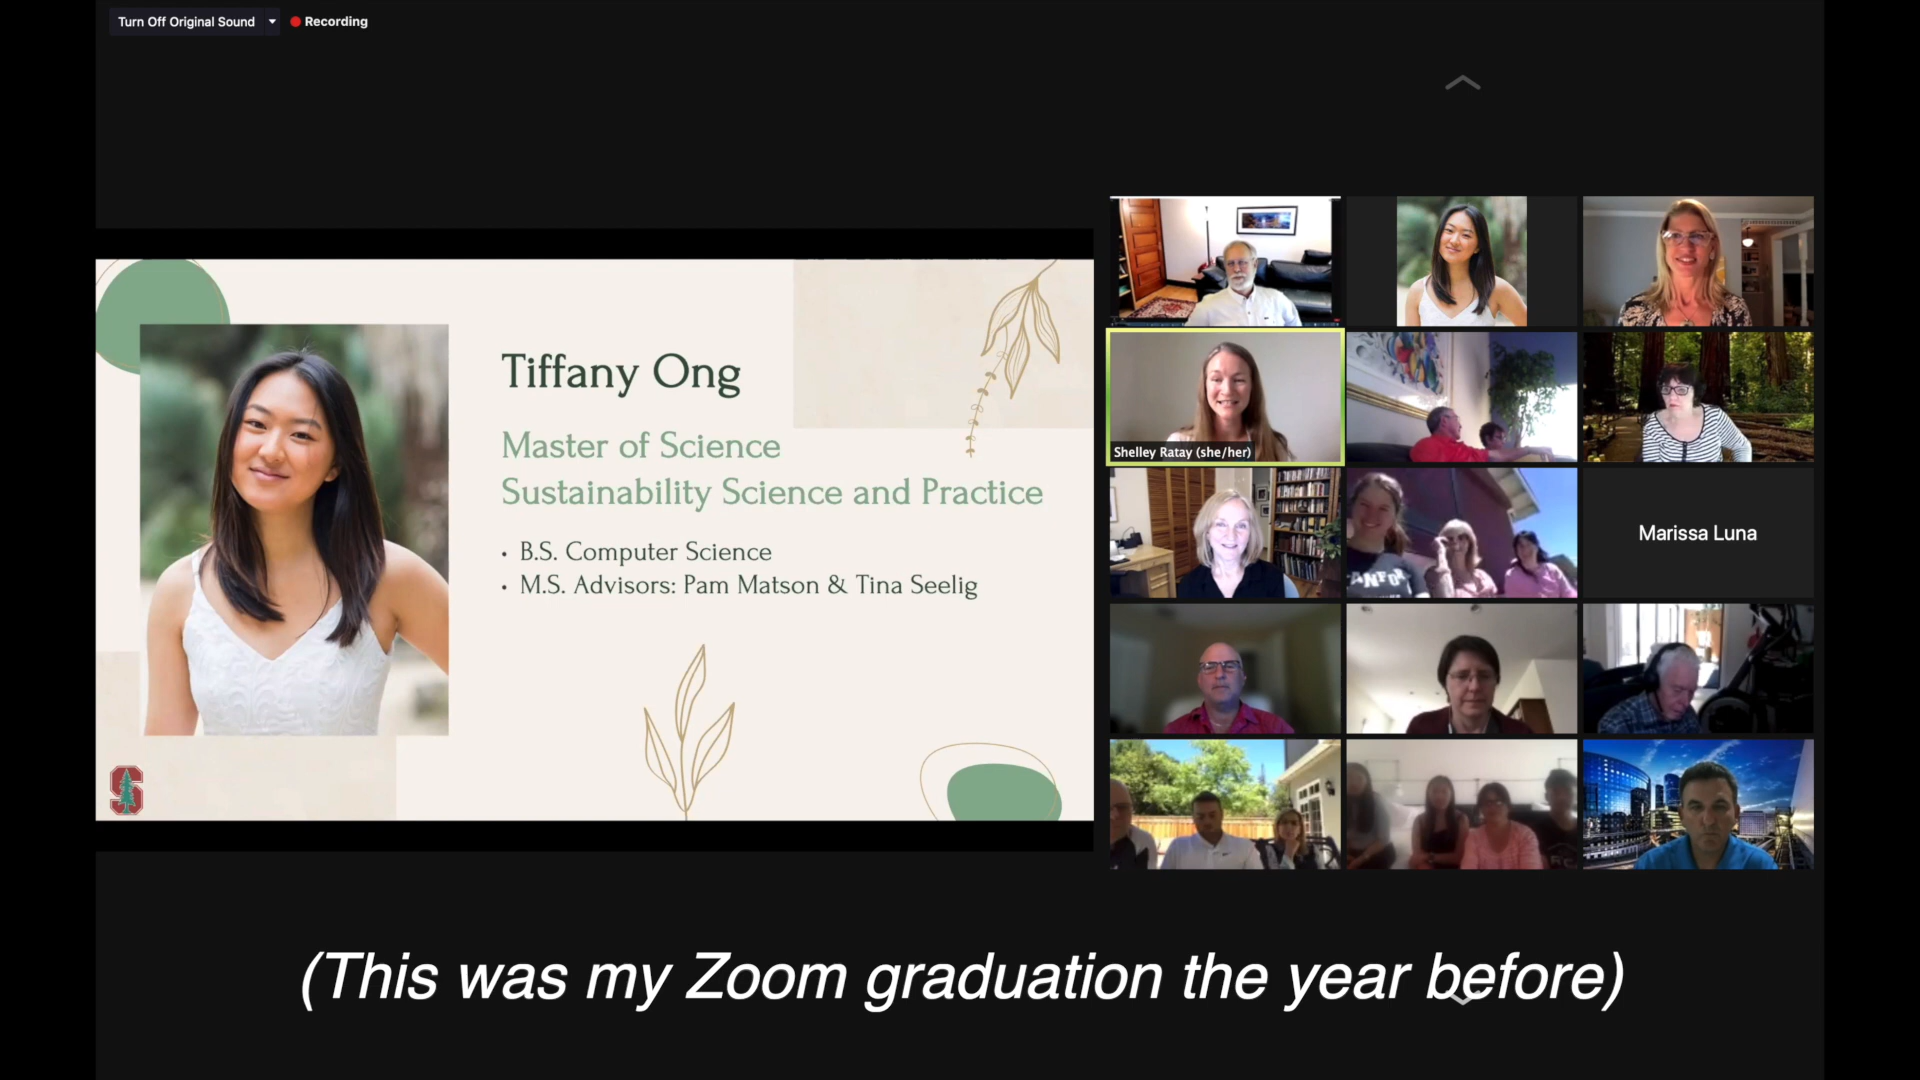 Turn Off Original Sound
Recording
Tiffany Ong
Master of Science
Sustainability Science and Practice
• B.S. Computer Science
• M.S. Advisors: Pam Matson & Tina Seelig
Shelley Ratay (she/her)
Marissa Luna
(This was my Zoom graduation the year before)